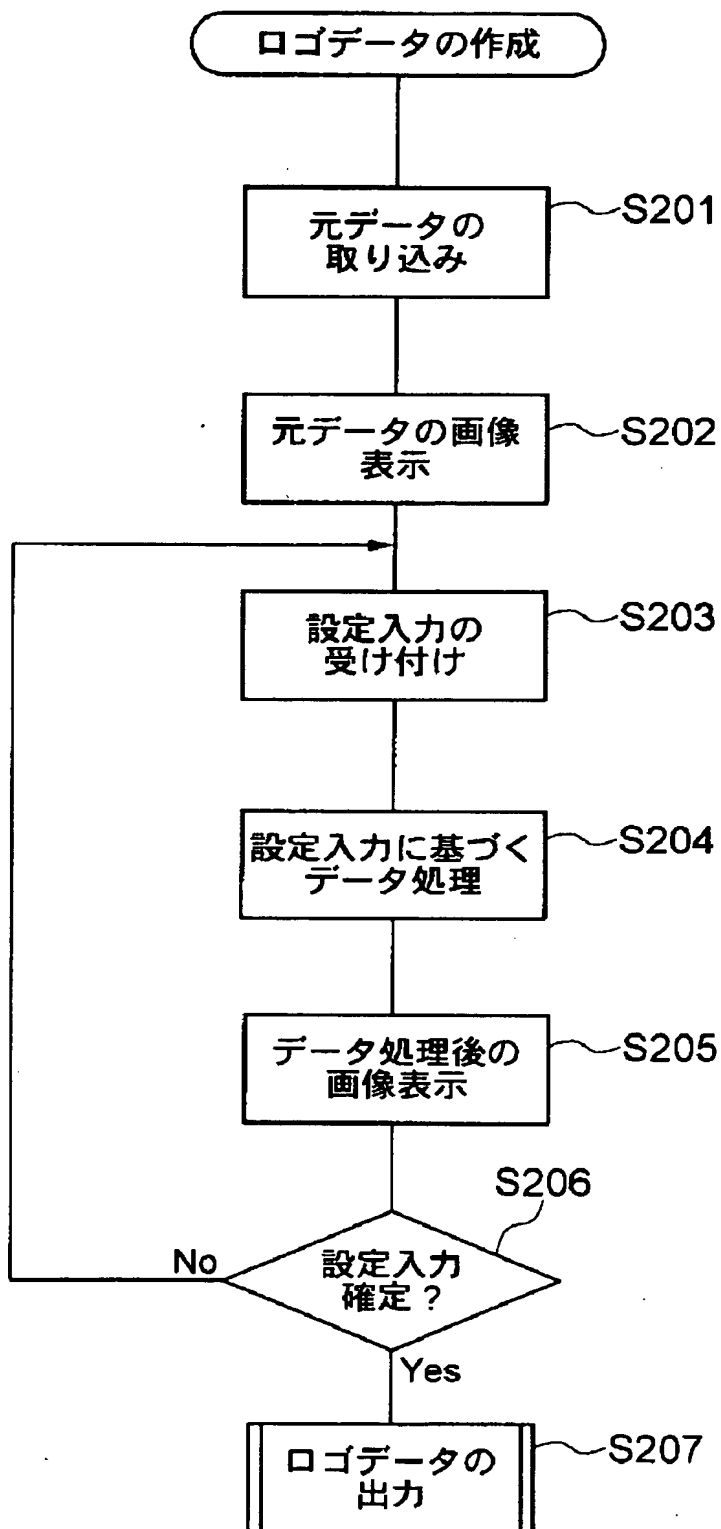 ロゴデータの作成
元データの
取り込み
S201
元データの画像
表示
S202
設定入力の
受け付け
S203
設定入力に基づく
データ処理
S204
データ処理後の
画像表示
S205
S206
設定入力
確定？
No
Yes
ロゴデータの
出力
S207